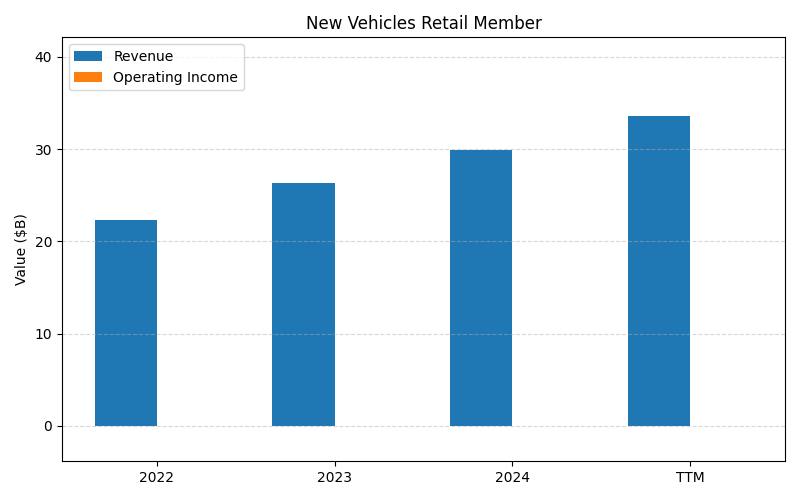 New Vehicles Retail Member
Revenue
Operating Income
Value ($B)
40
30
20
10
0
2022 2023 2024 TTM